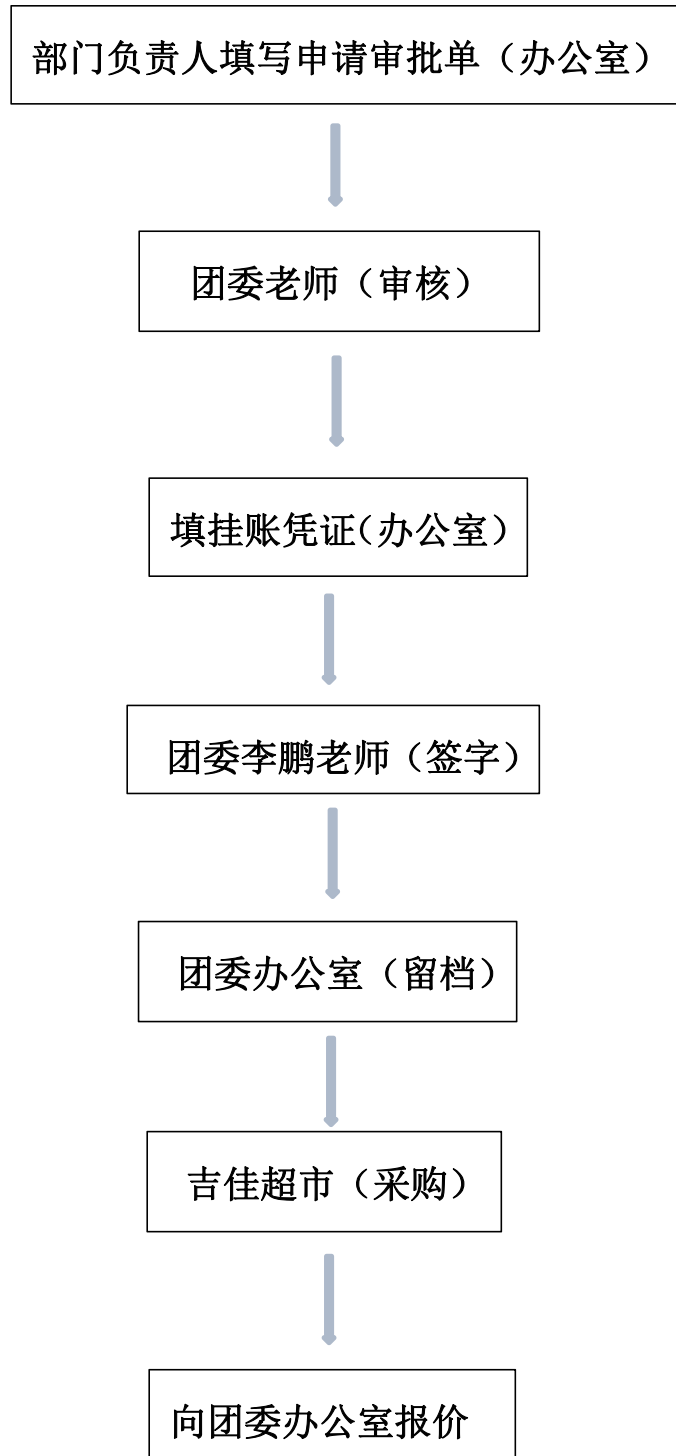 部门负责人填写申请审批单（办公室）
团委老师（审核）
填挂账凭证（办公室）
团委李鹏老师（签字）
团委办公室（留档）
吉佳超市（采购）
向团委办公室报价